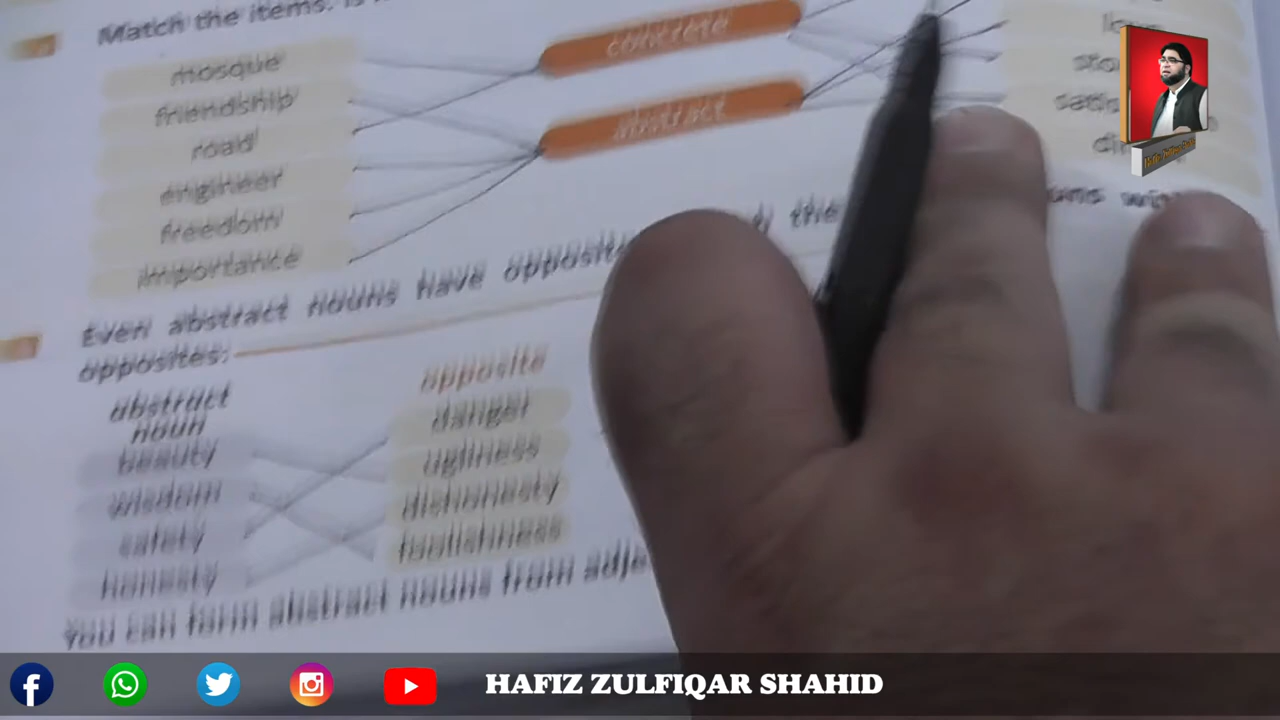 Match the items.
concrete
mosque
friendship
road
engineer
freedom
importance
abstract
Even abstract nouns have the
opposites:
abstract
noun
opposite
beauty
wisdom
safety
honesty
danger
ugliness
dishonesty
foolishness
You can form abstract nouns from
HAFIZ ZULFIQAR SHAHID